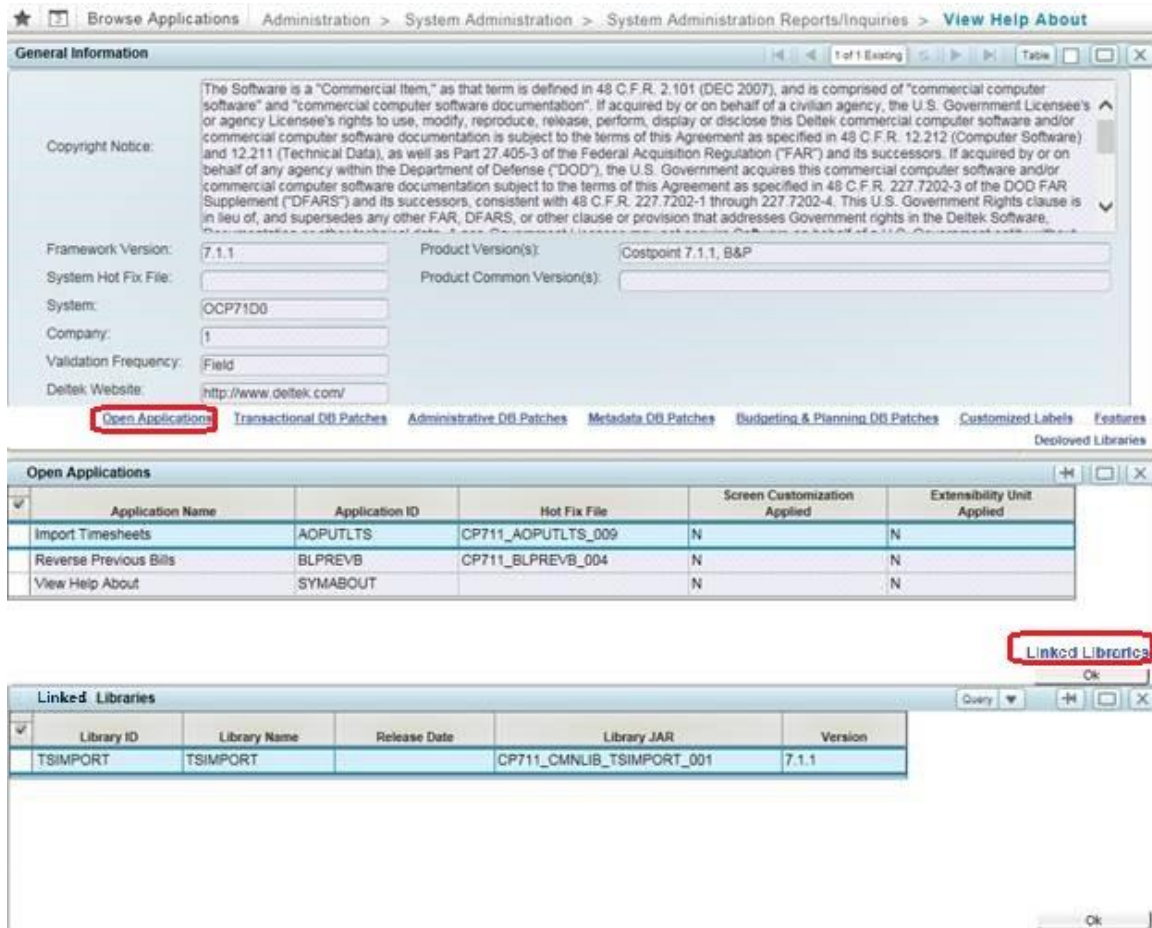 Browse Applications Administration > System Administration > System Administration Reports/Inquiries > View Help About
General Information
1 of 1 Existing
Table
Copyright Notice:
The Software is a "Commercial Item," as that term is defined in 48 C.F.R. 2.101 (DEC 2007), and is comprised of "commercial computer
software" and "commercial computer software documentation". If acquired by or on behalf of a civilian agency, the U.S. Government Licensee's
or agency Licensee's rights to use, modify, reproduce, release, perform, display or disclose this Deltek commercial computer software and/or
commercial computer software documentation is subject to the terms of this Agreement as specified in 48 C.F.R. 12.212 (Computer Software)
and 12.211 (Technical Data), as well as Part 27.405-3 of the Federal Acquisition Regulation ("FAR") and its successors. If acquired by or on
behalf of any agency within the Department of Defense ("DOD"), the U.S. Government acquires this commercial computer software and/or
commercial computer software documentation subject to the terms of this Agreement as specified in 48 C.F.R. 227.7202-3 of the DOD FAR
Supplement ("DFARS") and its successors, consistent with 48 C.F.R. 227.7202-1 through 227.7202-4. This U.S. Government Rights clause is
in lieu of, and supersedes any other FAR, DFARS, or other clause or provision that addresses Government rights in the Deltek Software,
Framework Version: 7.1.1 Product Version(s): Costpoint 7.1.1, B&P
System Hot Fix File: Product Common Version(s):
System: OCP71D0
Company: 1
Validation Frequency: Field
Deltek Website: http://www.deltek.com/
Open Applications Transactional DB Patches Administrative DB Patches Metadata DB Patches Budgeting & Planning DB Patches Customized Labels Features
Deployed Libraries
Open Applications
Application Name Application ID Hot Fix File Screen Customization Applied Extensibility Unit Applied
Import Timesheets AOPUTLTS CP711_AOPUTLTS_009 N N
Reverse Previous Bills BLPREVB CP711_BLPREVB_004 N N
View Help About SYMABOUT N N
Linked Libraries
Ok
Linked Libraries
Query
Library ID Library Name Release Date Library JAR Version
TSIMPORT TSIMPORT CP711_CMNLIB_TSIMPORT_001 7.1.1
Ok